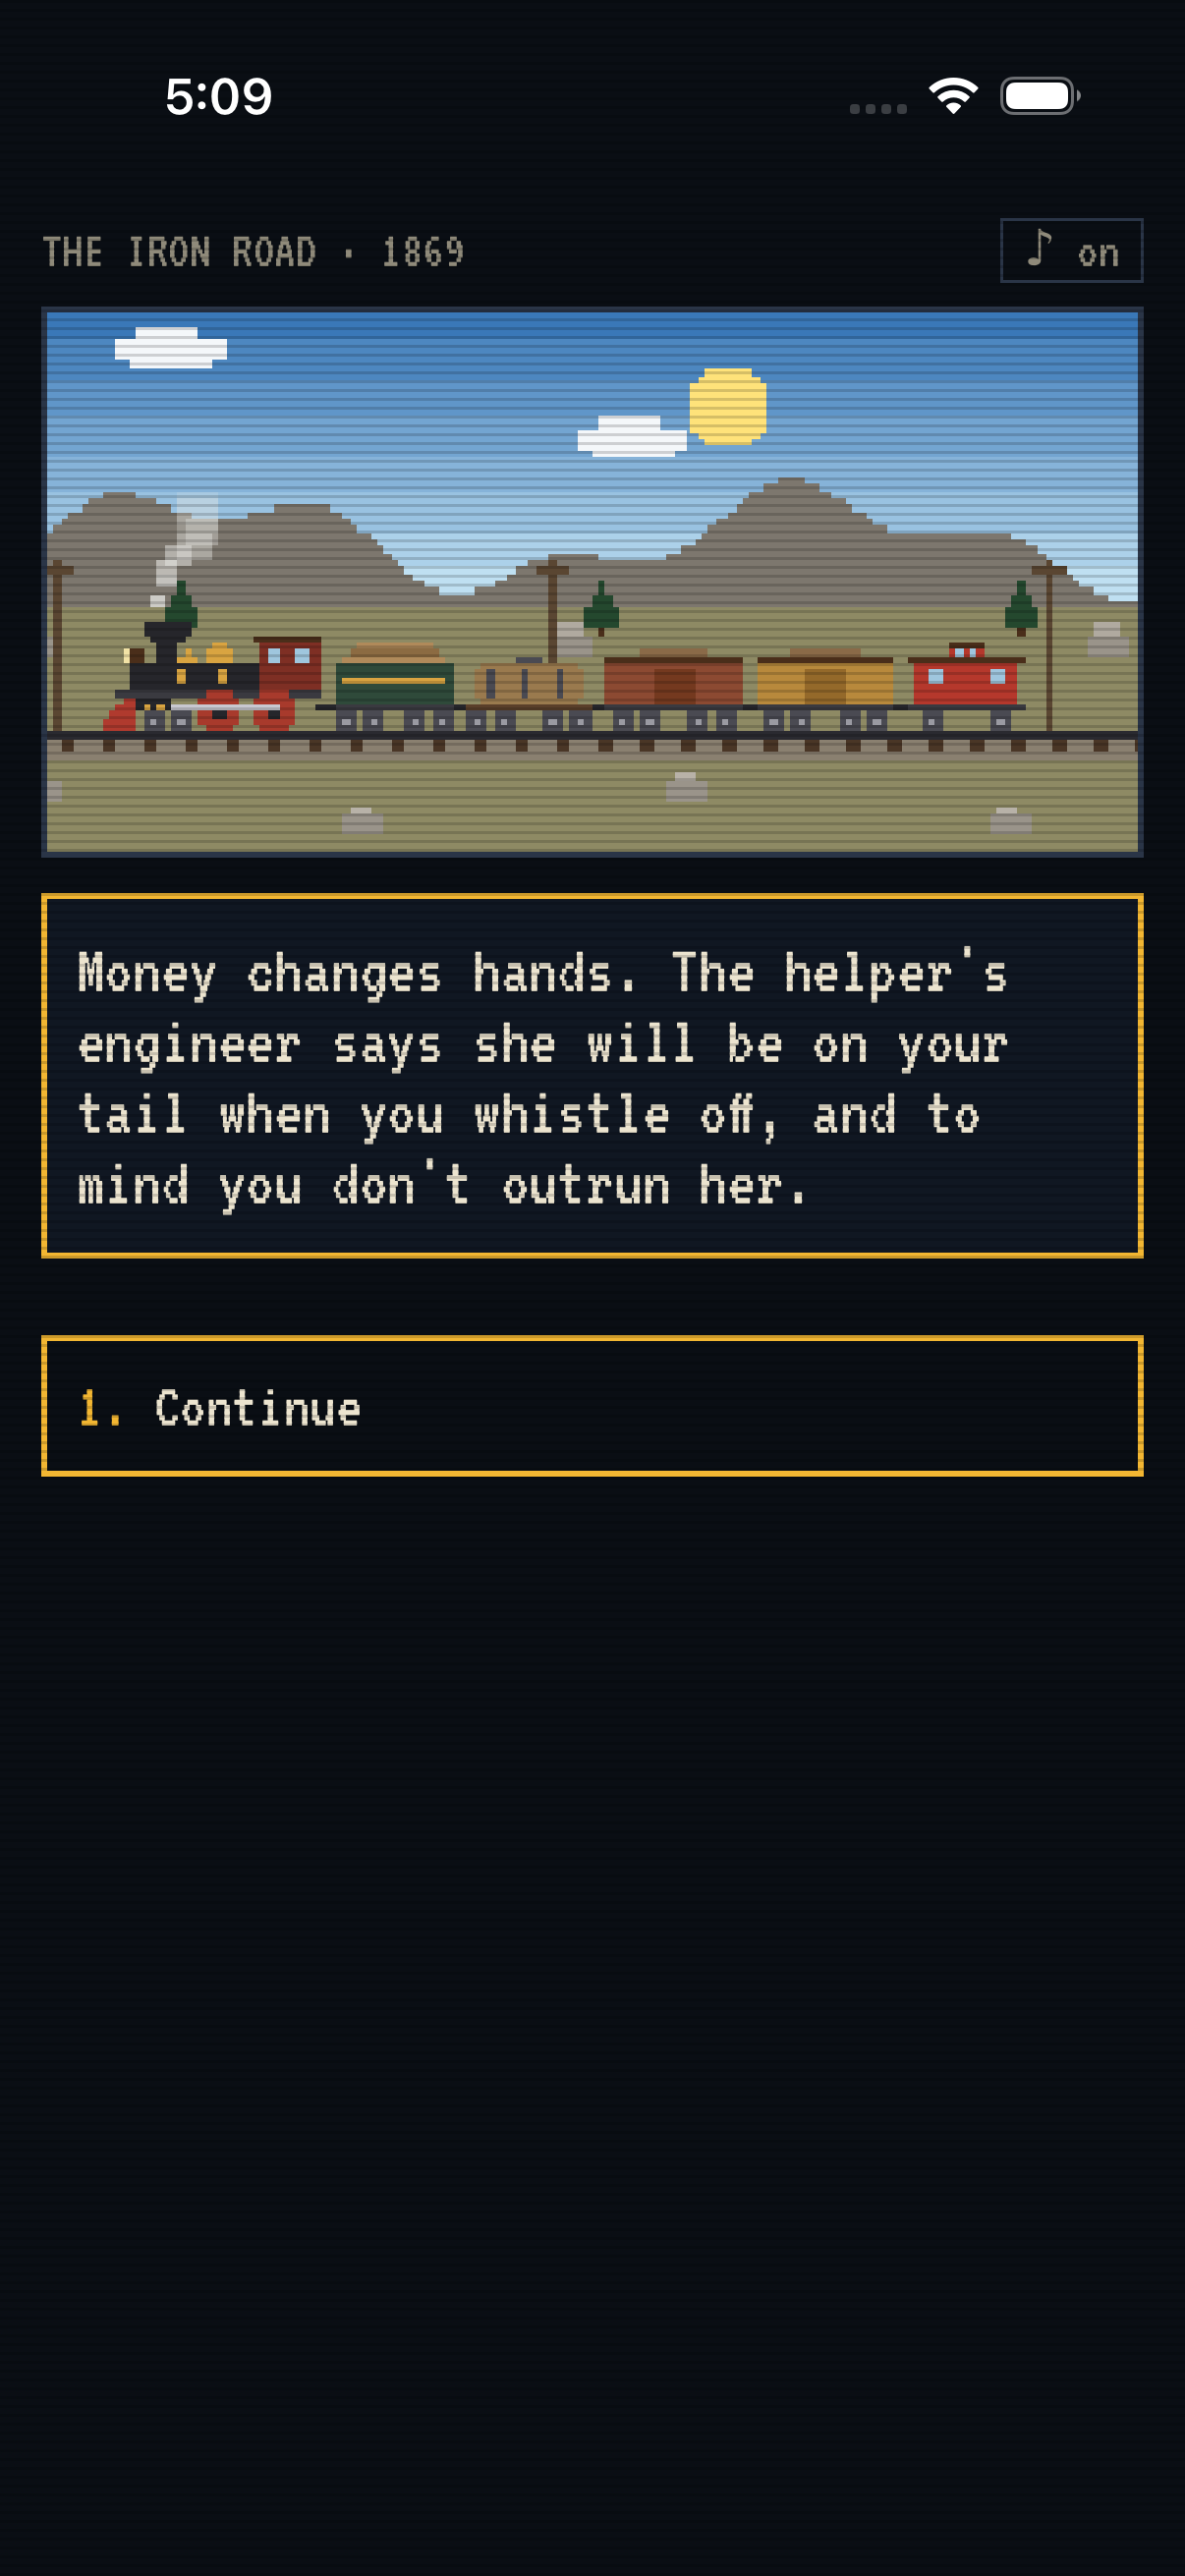 5:09
THE IRON ROAD · 1869
♪ on
Money changes hands. The helper's
engineer says she will be on your
tail when you whistle off, and to
mind you don't outrun her.
1. Continue